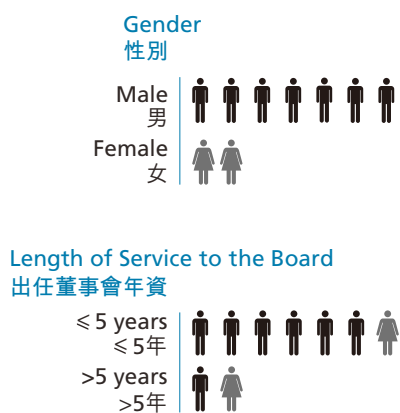 Gender
性別
Male
男
Female
女
Length of Service to the Board
出任董事會年資
⩽5 years
⩽5年
>5 years
>5年